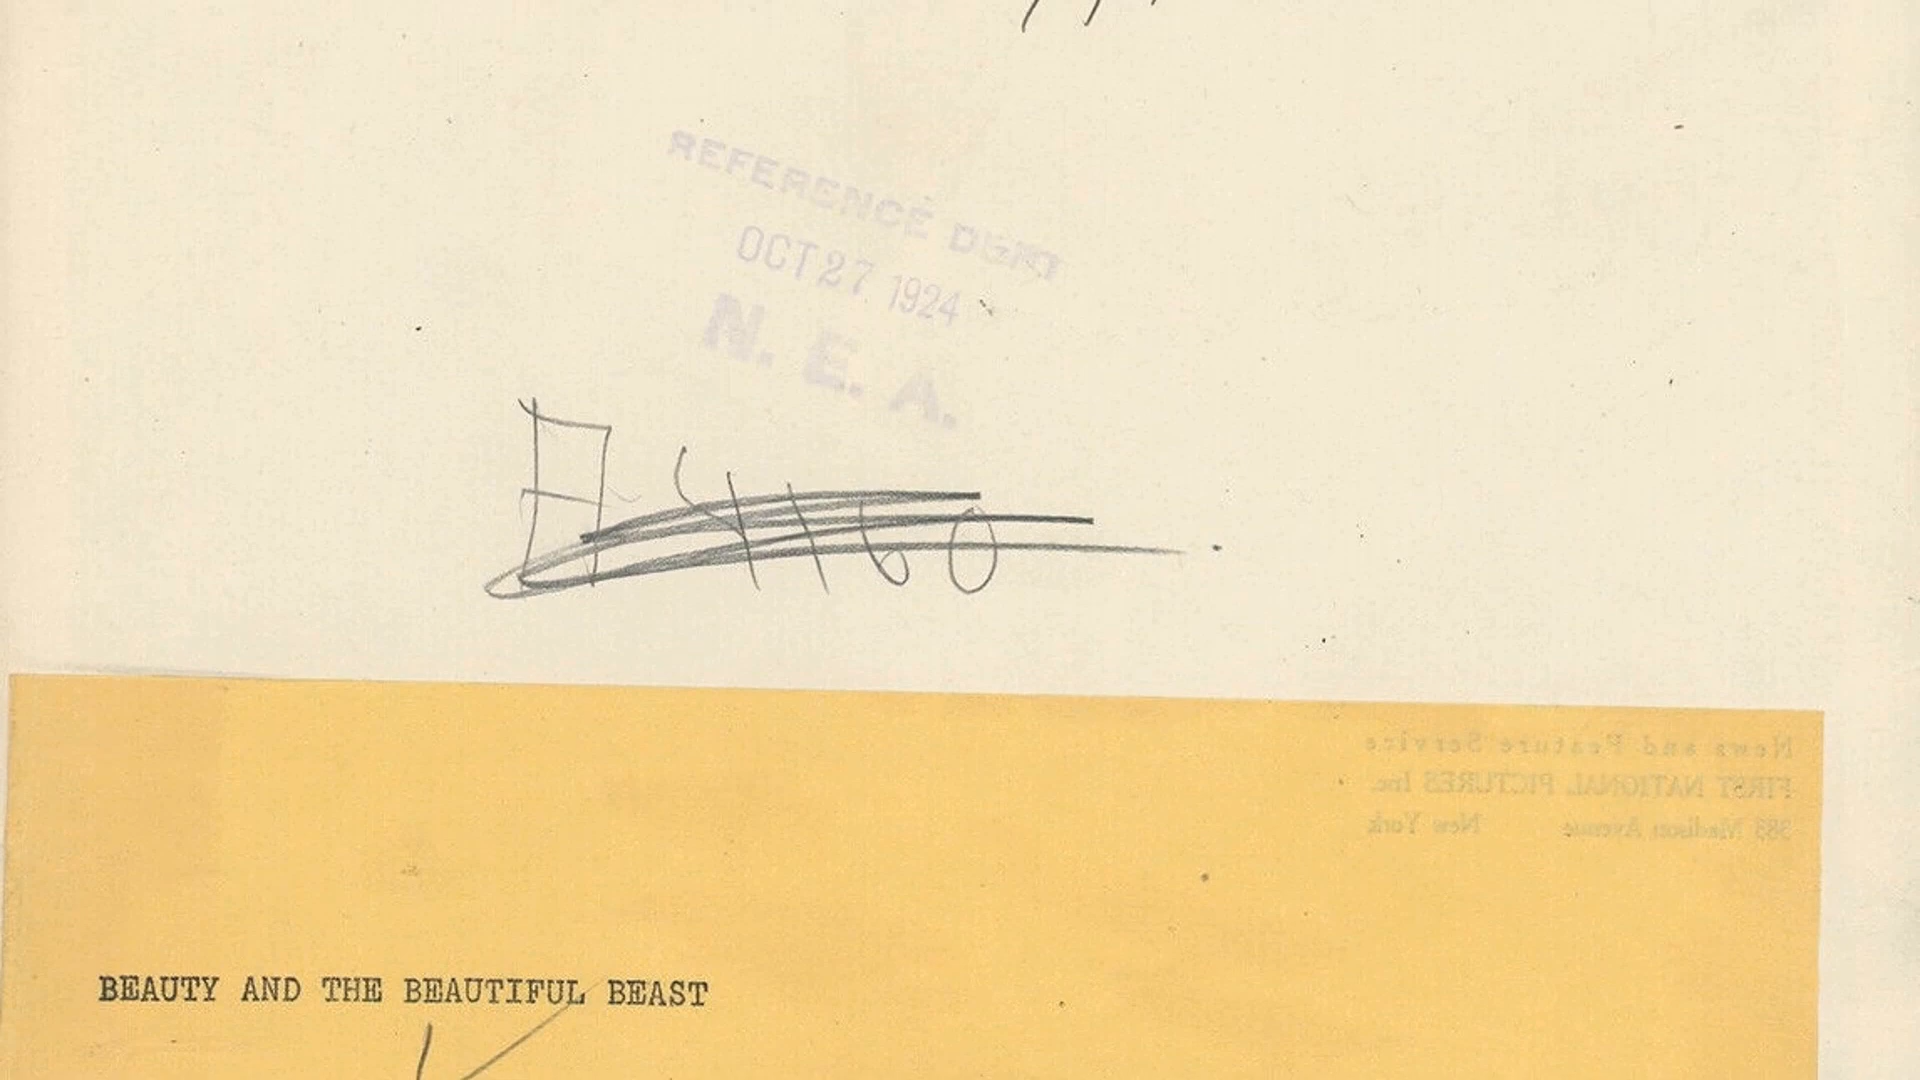 REFERENCE DEPT
OCT 27 1924
N. E. A.
News and Feature Service
FIRST NATIONAL PICTURES Inc.
383 Madison Avenue New York
BEAUTY AND THE BEAUTIFUL BEAST